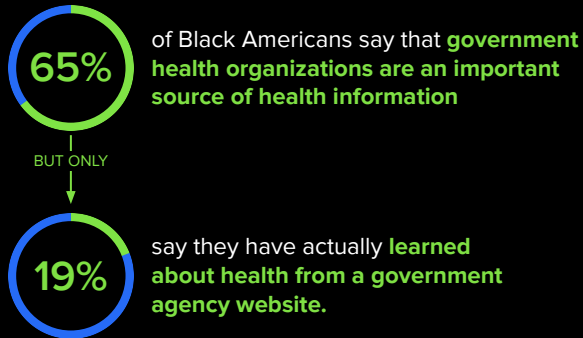 65%
of Black Americans say that government
health organizations are an important
source of health information
BUT ONLY
19%
say they have actually learned
about health from a government
agency website.